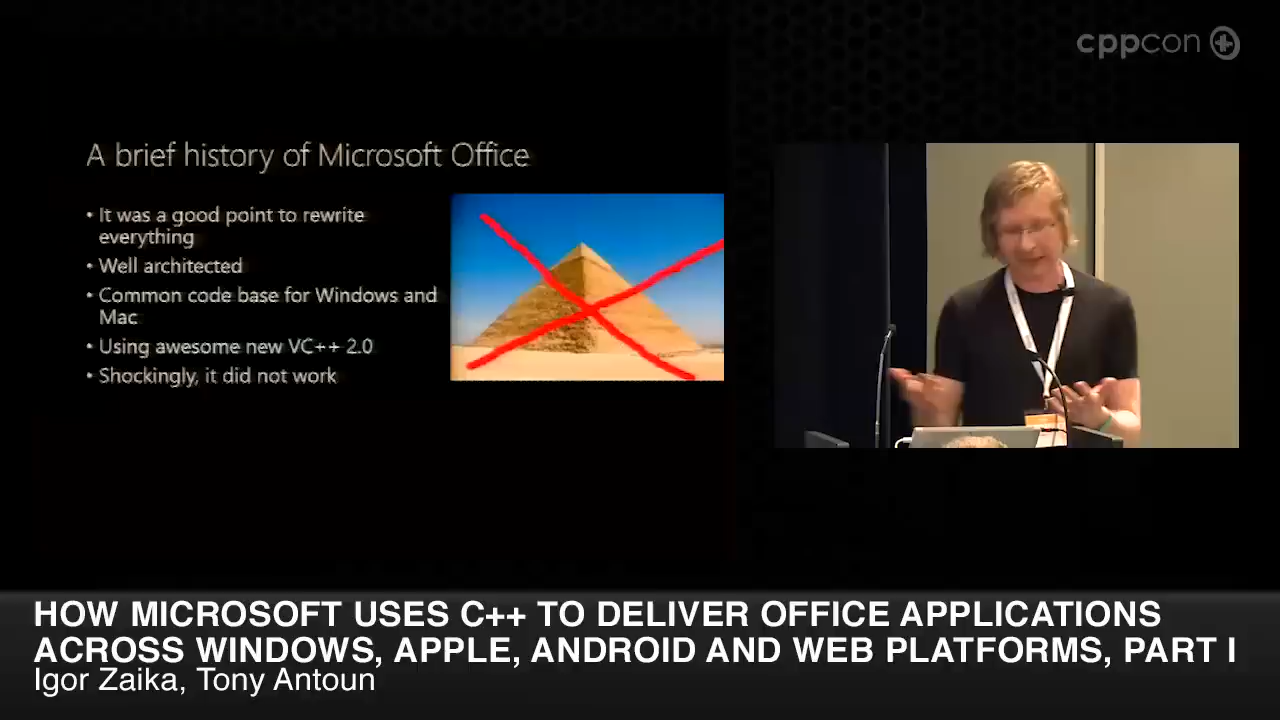 cppcon
A brief history of Microsoft Office
• It was a good point to rewrite
everything
• Well architected
• Common code base for Windows and
Mac
• Using awesome new VC++ 2.0
• Shockingly, it did not work
HOW MICROSOFT USES C++ TO DELIVER OFFICE APPLICATIONS
ACROSS WINDOWS, APPLE, ANDROID AND WEB PLATFORMS, PART I
Igor Zaika, Tony Antoun